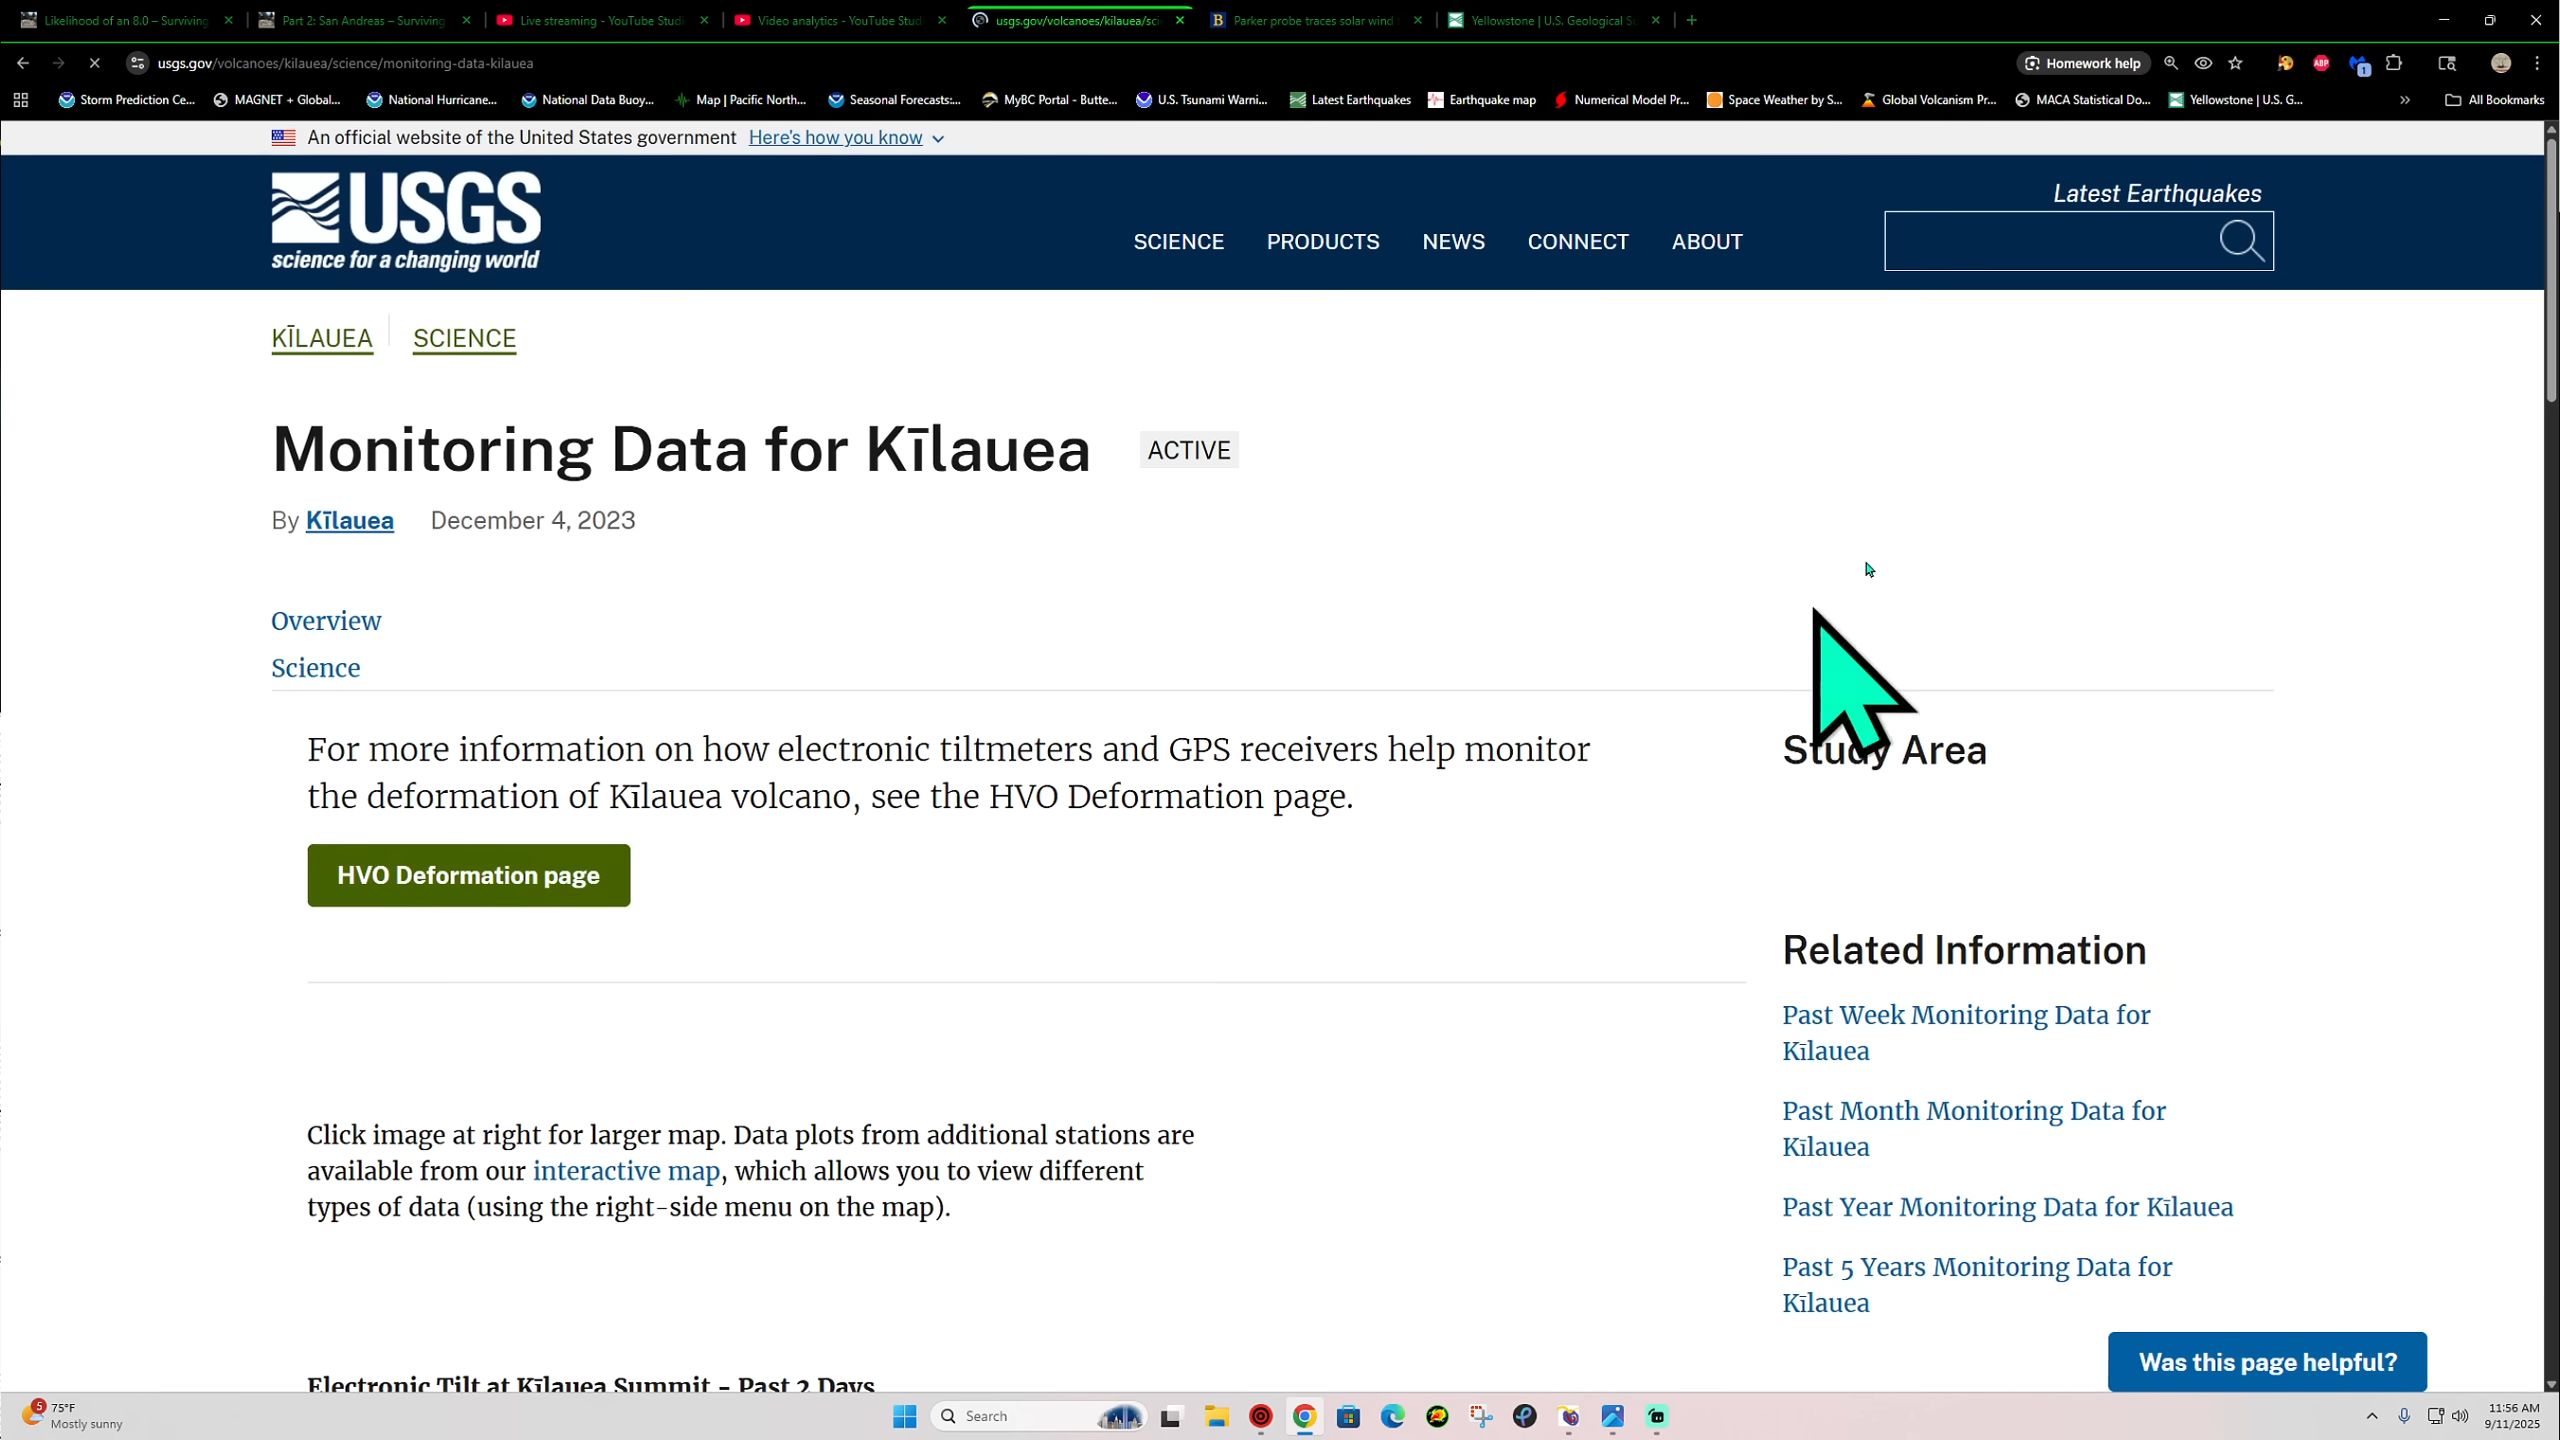 Likelihood of an 8.0 – Surviving
Part 2: San Andreas – Surviving
Live streaming - YouTube Studi
Video analytics - YouTube Stud
usgs.gov/volcanoes/kilauea/sci
Parker probe traces solar wind
Yellowstone | U.S. Geological S
usgs.gov/volcanoes/kilauea/science/monitoring-data-kilauea
Homework help
ABP
1
Storm Prediction Ce...
MAGNET + Global...
National Hurricane...
National Data Buoy...
Map | Pacific North...
Seasonal Forecasts:...
MyBC Portal - Butte...
U.S. Tsunami Warni...
Latest Earthquakes
Earthquake map
Numerical Model Pr...
Space Weather by S...
Global Volcanism Pr...
MACA Statistical Do...
Yellowstone | U.S. G...
All Bookmarks
An official website of the United States government Here's how you know
USGS
science for a changing world
SCIENCE
PRODUCTS
NEWS
CONNECT
ABOUT
Latest Earthquakes
KĪLAUEA
SCIENCE
Monitoring Data for Kīlauea
ACTIVE
By Kīlauea December 4, 2023
Overview
Science
For more information on how electronic tiltmeters and GPS receivers help monitor
the deformation of Kīlauea volcano, see the HVO Deformation page.
HVO Deformation page
Click image at right for larger map. Data plots from additional stations are
available from our interactive map, which allows you to view different
types of data (using the right-side menu on the map).
Electronic Tilt at Kīlauea Summit - Past 2 Days
Study Area
Related Information
Past Week Monitoring Data for
Kīlauea
Past Month Monitoring Data for
Kīlauea
Past Year Monitoring Data for Kīlauea
Past 5 Years Monitoring Data for
Kīlauea
Was this page helpful?
5
75°F
Mostly sunny
Search
11:56 AM
9/11/2025